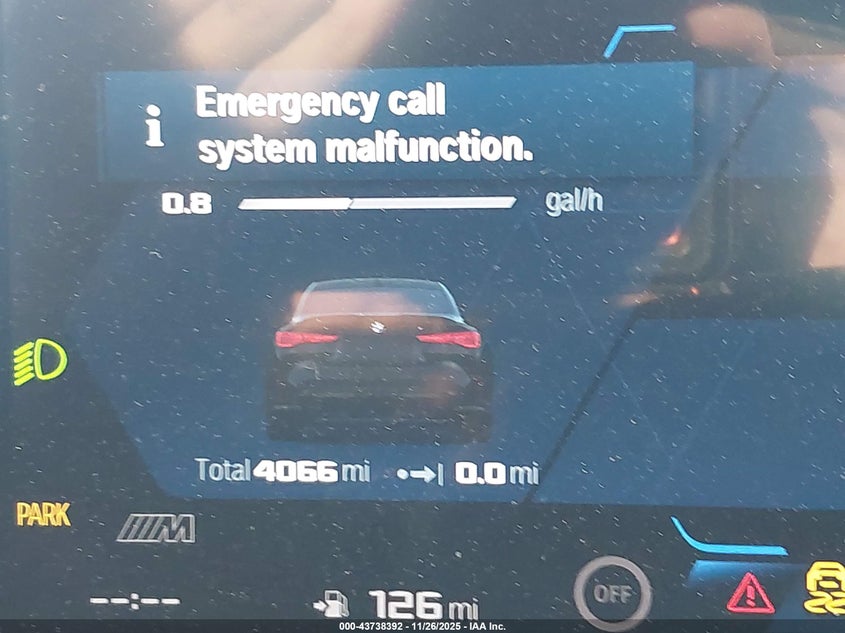 Emergency call
system malfunction.
0.8 gal/h
Total 4066 mi 0.0 mi
PARK
M
--:-- 126 mi OFF
000-43738392 - 11/26/2025 - IAA Inc.